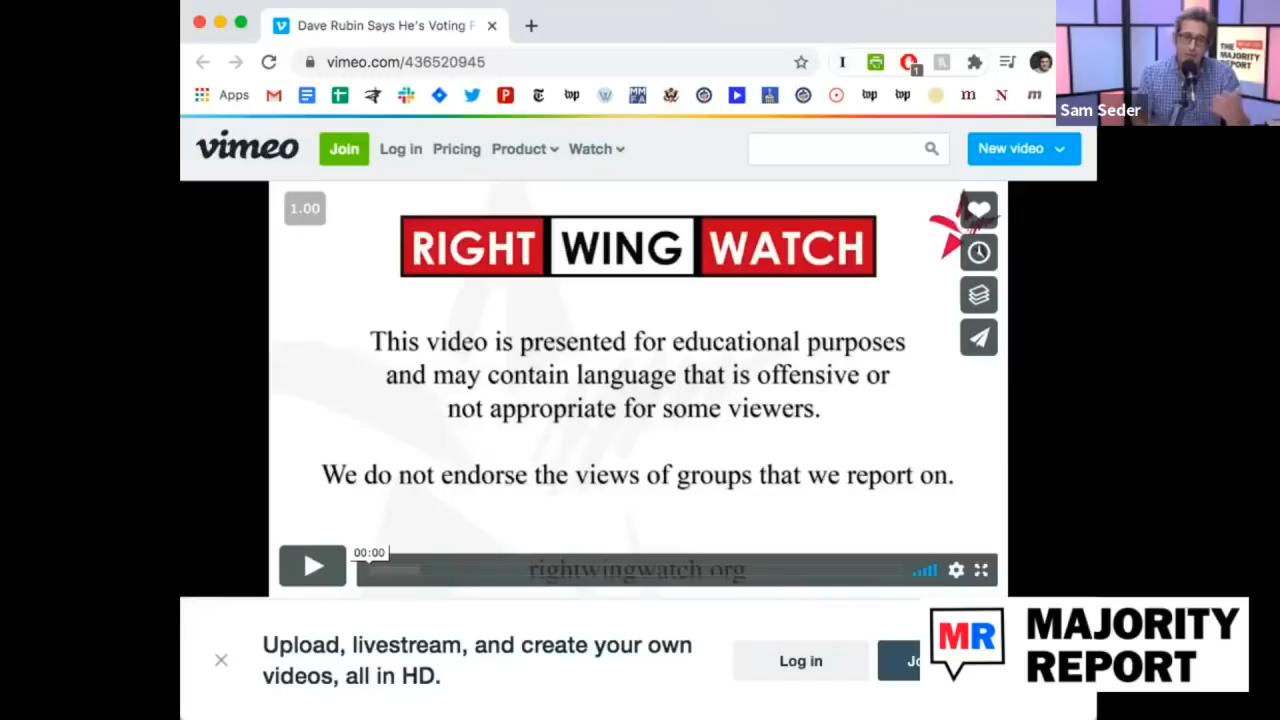 Dave Rubin Says He's Voting
vimeo.com/436520945
Apps
THE
MAJORITY
REPORT
Sam Seder
vimeo
Join
Log in
Pricing
Product
Watch
New video
1.00
RIGHT WING WATCH
This video is presented for educational purposes
and may contain language that is offensive or
not appropriate for some viewers.
We do not endorse the views of groups that we report on.
00:00
rightwingwatch.org
Upload, livestream, and create your own
videos, all in HD.
Log in
MR
MAJORITY
REPORT